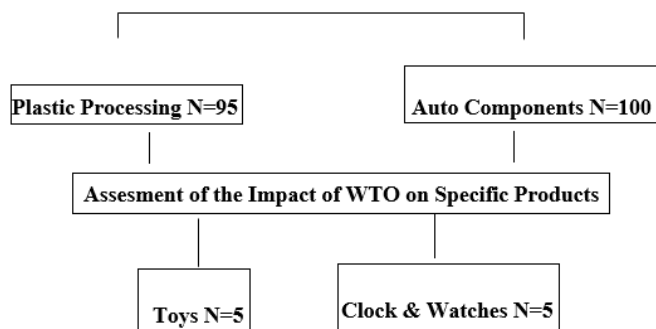 Plastic Processing N=95
Auto Components N=100
Assesment of the Impact of WTO on Specific Products
Toys N=5
Clock & Watches N=5